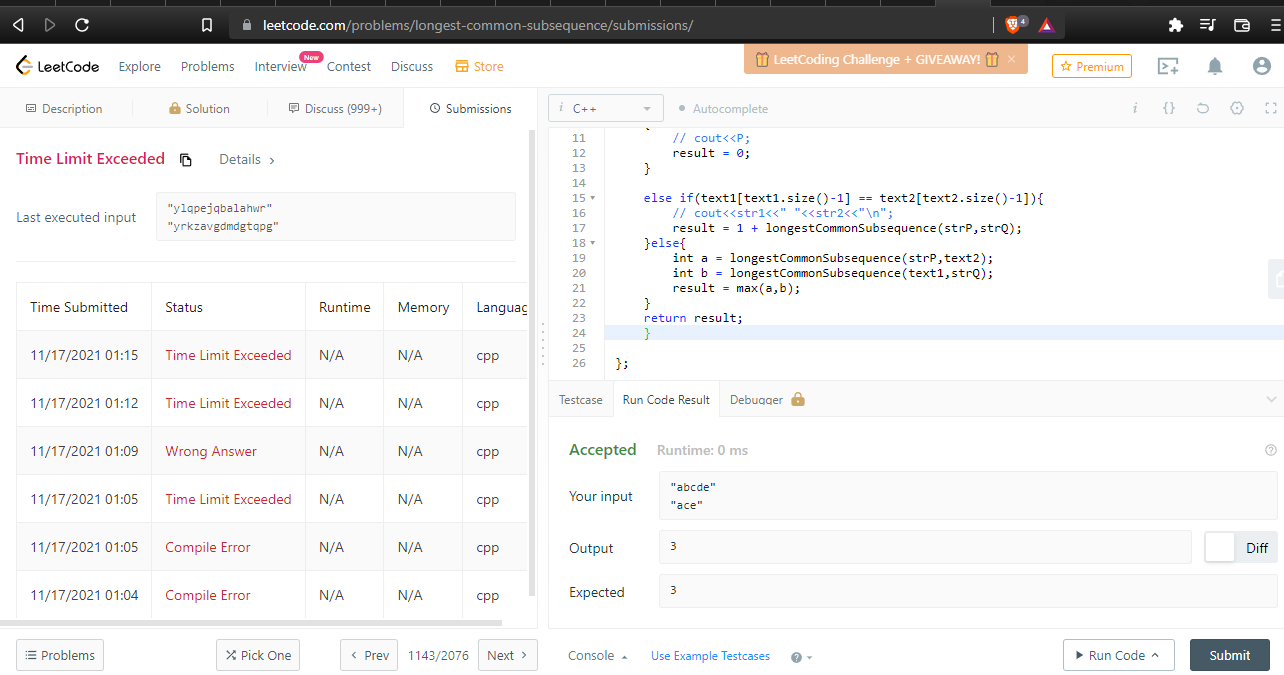 leetcode.com/problems/longest-common-subsequence/submissions/
4
LeetCode
Explore
Problems
Interview
New
Contest
Discuss
Store
LeetCoding Challenge + GIVEAWAY!
Premium
Description
Solution
Discuss (999+)
Submissions
Time Limit Exceeded
Details
Last executed input
"ylqpejqbalahwr"
"yrkzavgdmdgtqpg"
Time Submitted Status Runtime Memory Languag
11/17/2021 01:15 Time Limit Exceeded N/A N/A cpp
11/17/2021 01:12 Time Limit Exceeded N/A N/A cpp
11/17/2021 01:09 Wrong Answer N/A N/A cpp
11/17/2021 01:05 Time Limit Exceeded N/A N/A cpp
11/17/2021 01:05 Compile Error N/A N/A cpp
11/17/2021 01:04 Compile Error N/A N/A cpp
Problems
Pick One
Prev
1143/2076
Next
i C++
Autocomplete
i {}
11 // cout<<P;
12 result = 0;
13 }
14
15 else if(text1[text1.size()-1] == text2[text2.size()-1]){
16 // cout<<str1<<" "<<str2<<"\n";
17 result = 1 + longestCommonSubsequence(strP,strQ);
18 }else{
19 int a = longestCommonSubsequence(strP,text2);
20 int b = longestCommonSubsequence(text1,strQ);
21 result = max(a,b);
22 }
23 return result;
24 }
25
26 };
Testcase
Run Code Result
Debugger
Accepted
Runtime: 0 ms
Your input
"abcde"
"ace"
Output
3
Diff
Expected
3
Console
Use Example Testcases
Run Code
Submit